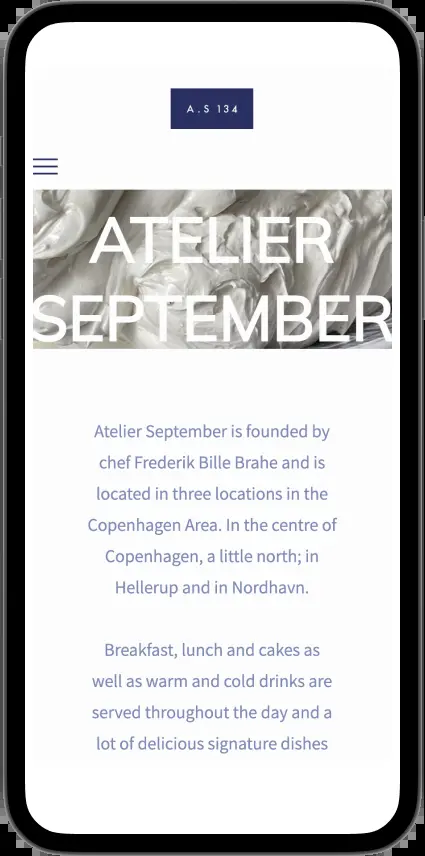 A.S 134
ATELIER
SEPTEMBER
Atelier September is founded by
chef Frederik Bille Brahe and is
located in three locations in the
Copenhagen Area. In the centre of
Copenhagen, a little north; in
Hellerup and in Nordhavn.
Breakfast, lunch and cakes as
well as warm and cold drinks are
served throughout the day and a
lot of delicious signature dishes